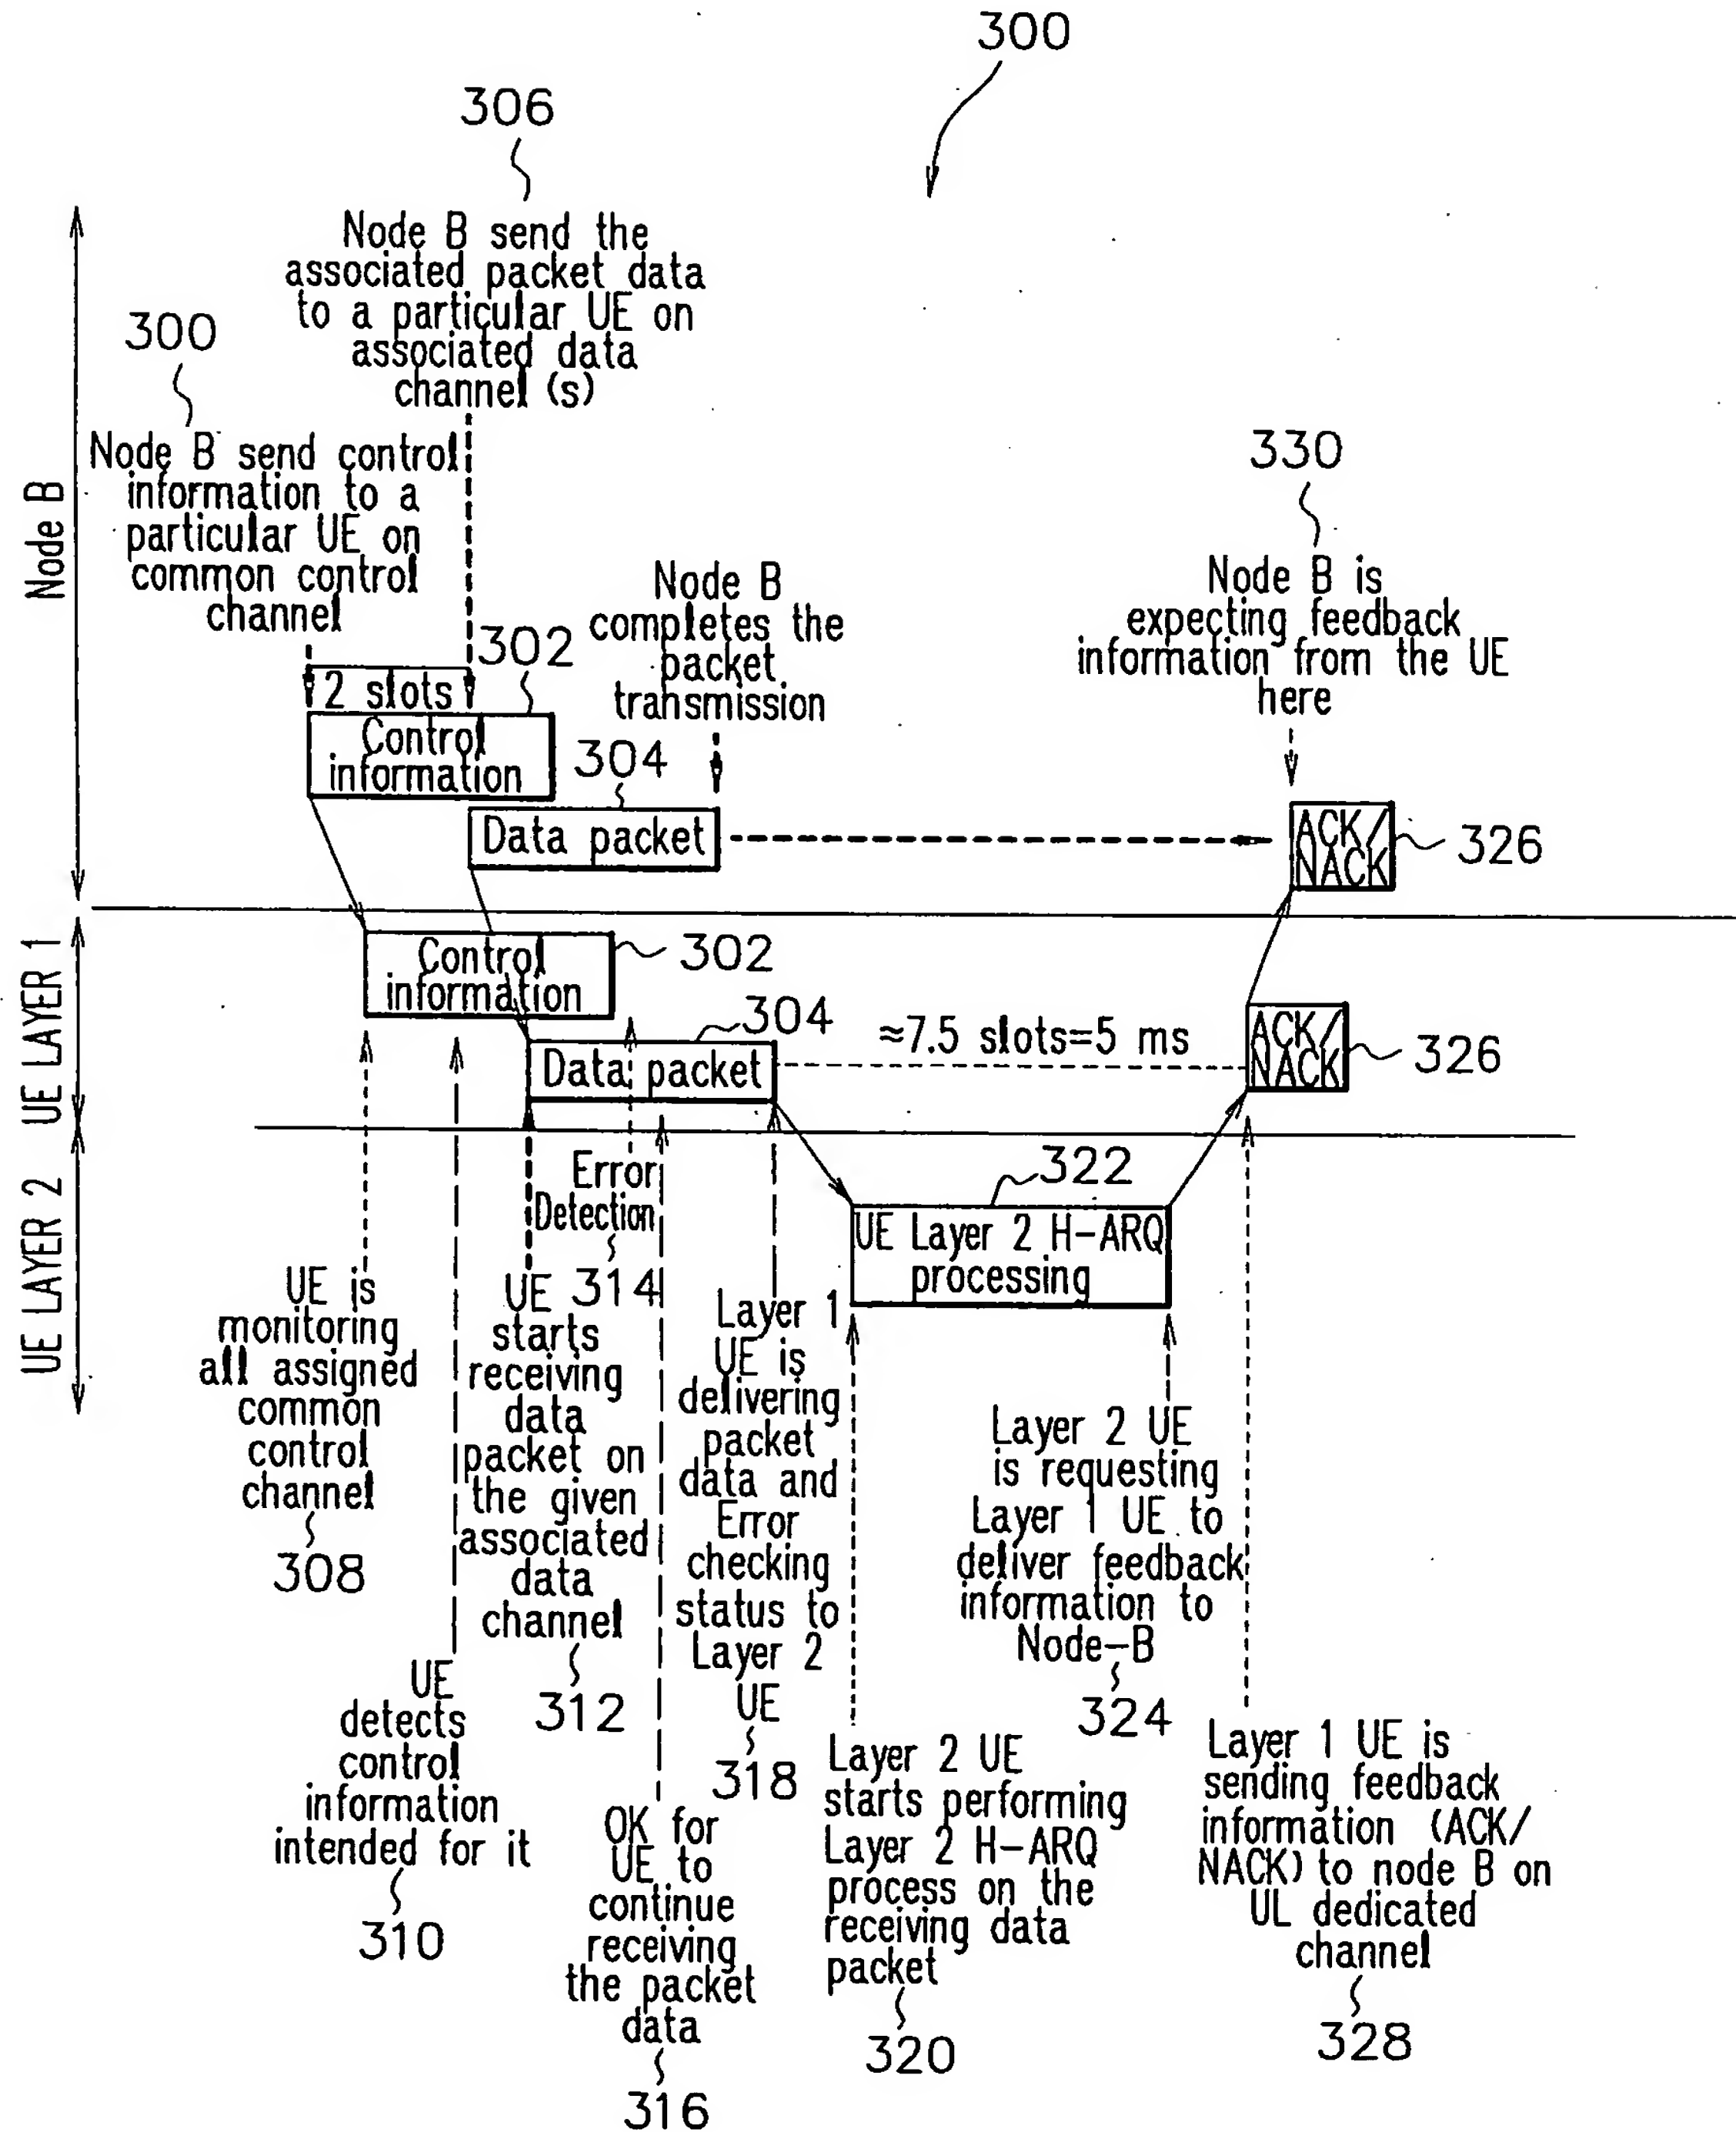 300
306
Node B send the
associated packet data
to a particular UE on
associated data
channel (s)
300
Node B send control
information to a
particular UE on
common control
channel
330
Node B is
expecting feedback
information from the UE
here
Node B
completes the
packet
transmission
302
2 slots
Control
information
304
Data packet
ACK/
NACK
326
Node B
UE LAYER 1
UE LAYER 2
Control
information
302
304
Data packet
≈7.5 slots=5 ms
ACK/
NACK
326
Error
Detection
314
322
UE Layer 2 H-ARQ
processing
UE is
monitoring
all assigned
common
control
channel
308
UE
detects
control
information
intended for it
310
UE
starts
receiving
data
packet on
the given
associated
data
channel
312
OK for
UE to
continue
receiving
the packet
data
316
Layer 1
UE is
delivering
packet
data and
Error
checking
status to
Layer 2
UE
318
Layer 2 UE
starts performing
Layer 2 H-ARQ
process on the
receiving data
packet
320
Layer 2 UE
is requesting
Layer 1 UE to
deliver feedback
information to
Node-B
324
Layer 1 UE is
sending feedback
information (ACK/
NACK) to node B on
UL dedicated
channel
328